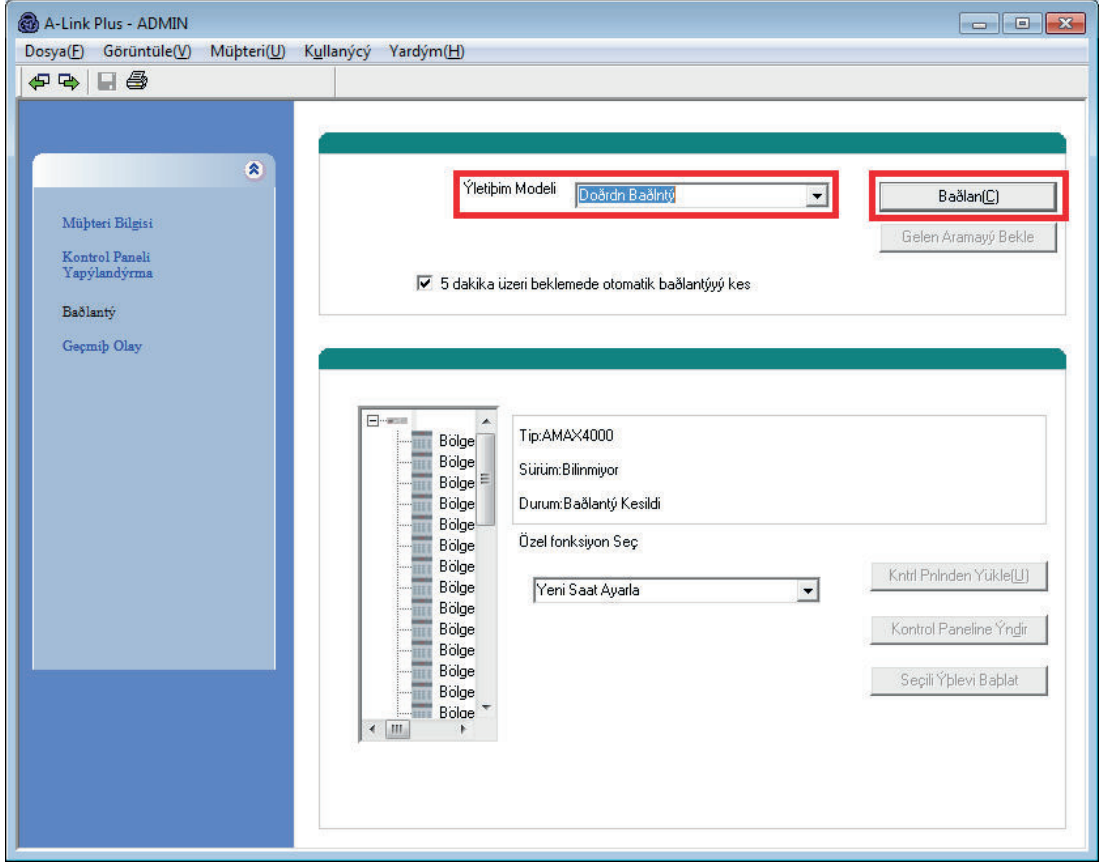 A-Link Plus - ADMIN
Dosya(F) Görüntüle(V) Müþteri(U) Kullanýcý Yardým(H)
Müþteri Bilgisi
Kontrol Paneli
Yapýlandýrma
Baðlantý
Geçmiþ Olay
Ýletiþim Modeli
Doðrdn Baðlntý
Baðlan(C)
Gelen Aramayý Bekle
5 dakika üzeri beklemede otomatik baðlantýyý kes
Bölge
Bölge
Bölge
Bölge
Bölge
Bölge
Bölge
Bölge
Bölge
Bölge
Bölge
Bölge
Bölge
Bölge
Tip:AMAX4000
Sürüm:Bilinmiyor
Durum:Baðlantý Kesildi
Özel fonksiyon Seç
Yeni Saat Ayarla
Kntrl Pnlnden Yükle(U)
Kontrol Paneline Ýndir
Seçili Ýþlevi Baþlat